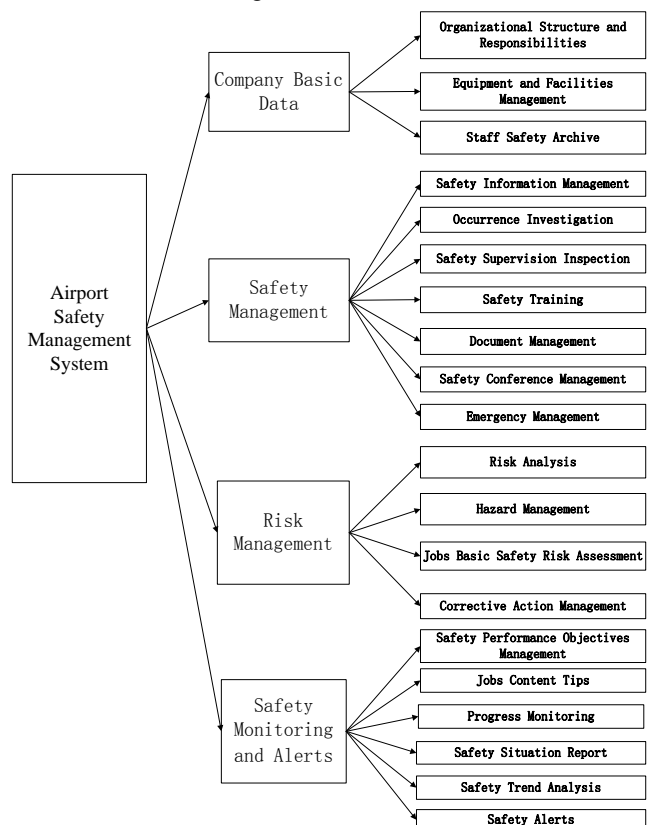 Airport
Safety
Management
System
Company Basic
Data
Organizational Structure and
Responsibilities
Equipment and Facilities
Management
Staff Safety Archive
Safety
Management
Safety Information Management
Occurrence Investigation
Safety Supervision Inspection
Safety Training
Document Management
Safety Conference Management
Emergency Management
Risk
Management
Risk Analysis
Hazard Management
Jobs Basic Safety Risk Assessment
Corrective Action Management
Safety
Monitoring
and Alerts
Safety Performance Objectives
Management
Jobs Content Tips
Progress Monitoring
Safety Situation Report
Safety Trend Analysis
Safety Alerts